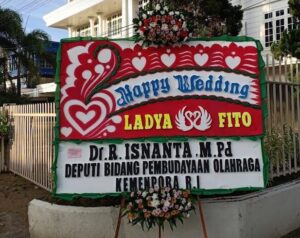 Happy Wedding
LADYA FITO
Dr. R. ISNANTA. M.Pd
DEPUTI BIDANG PEMBUDAYAAN OLAHRAGA
KEMENPORA R.I